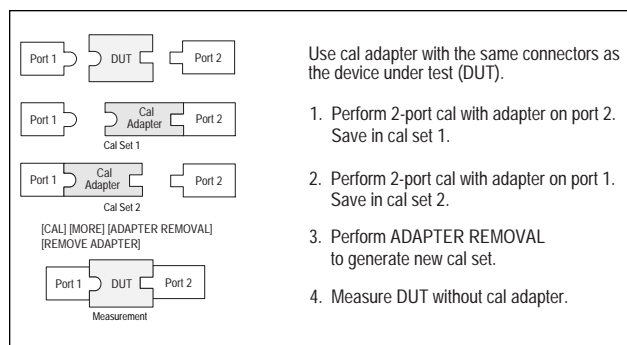 Port 1
DUT
Port 2
Port 1
Cal
Adapter
Port 2
Cal Set 1
Port 1
Cal
Adapter
Port 2
Cal Set 2
[CAL] [MORE] [ADAPTER REMOVAL]
[REMOVE ADAPTER]
Port 1
DUT
Port 2
Measurement
Use cal adapter with the same connectors as
the device under test (DUT).
1. Perform 2-port cal with adapter on port 2.
Save in cal set 1.
2. Perform 2-port cal with adapter on port 1.
Save in cal set 2.
3. Perform ADAPTER REMOVAL
to generate new cal set.
4. Measure DUT without cal adapter.